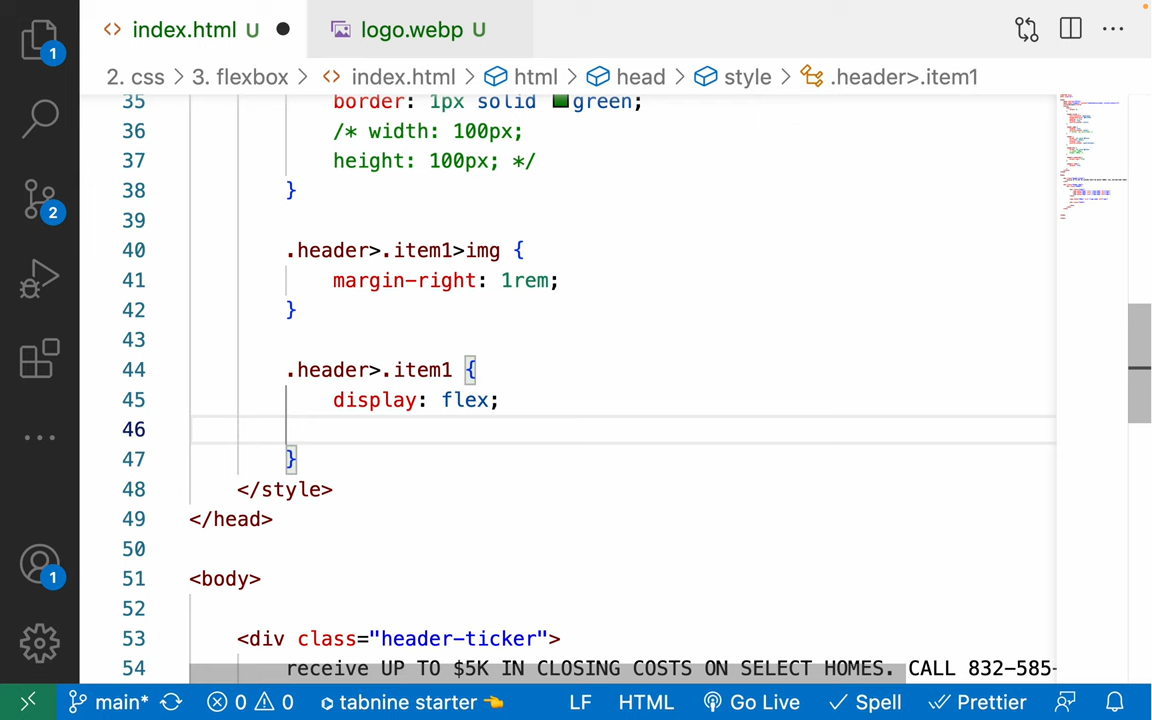 index.html U
logo.webp U
2. css > 3. flexbox > index.html > html > head > style > .header>.item1
35 border: 1px solid green;
36 /* width: 100px;
37 height: 100px; */
38 }
39
40 .header>.item1>img {
41 margin-right: 1rem;
42 }
43
44 .header>.item1 {
45 display: flex;
46
47 }
48 </style>
49 </head>
50
51 <body>
52
53 <div class="header-ticker">
54 receive UP TO $5K IN CLOSING COSTS ON SELECT HOMES. CALL 832-585-
1
2
1
main* 0 0 tabnine starter LF HTML Go Live Spell Prettier